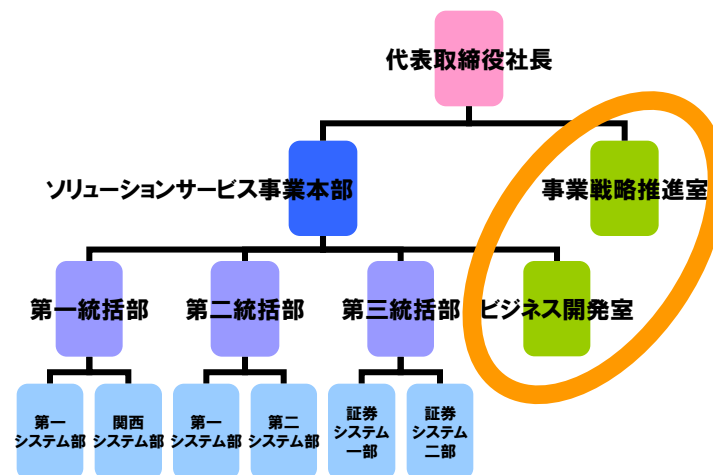 代表取締役社長
ソリューションサービス事業本部
事業戦略推進室
第一統括部
第二統括部
第三統括部
ビジネス開発室
第一
システム部
関西
システム部
第一
システム部
第二
システム部
証券
システム
一部
証券
システム
二部